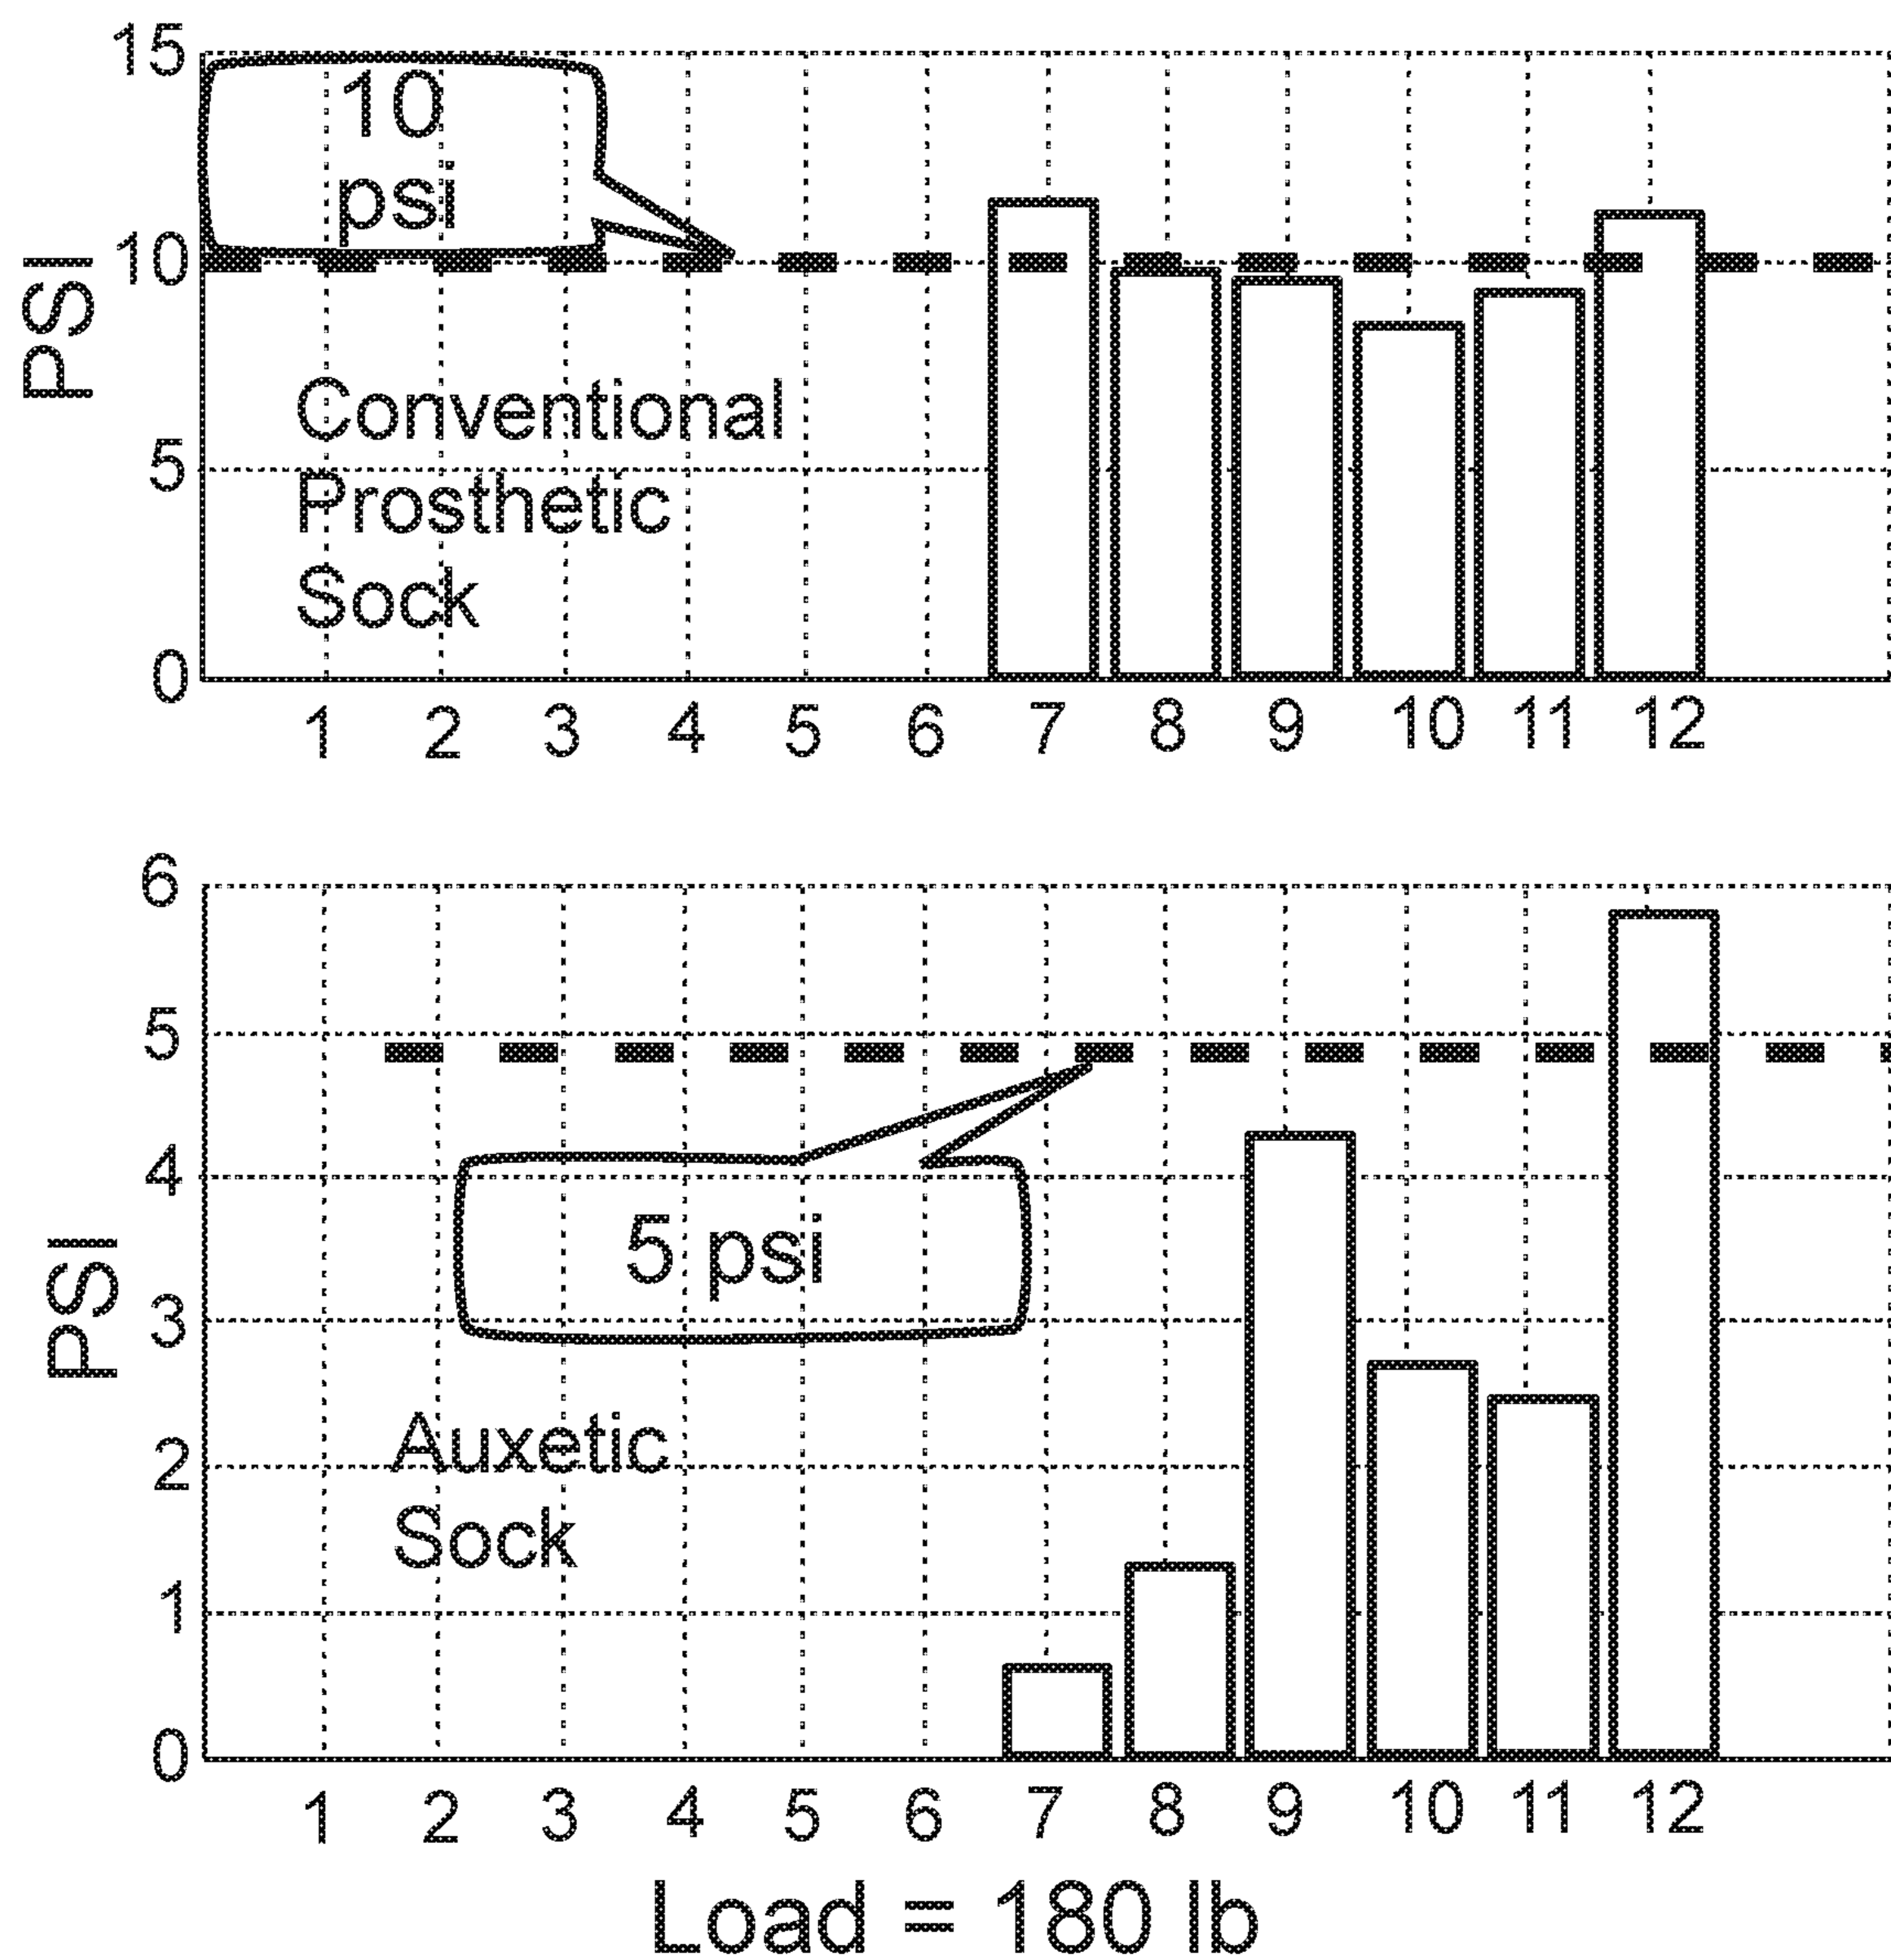 15
10
psi
10
PSI
5
Conventional
Prosthetic
Sock
0
1 2 3 4 5 6 7 8 9 10 11 12
6
5
4
5 psi
3
PSI
2
Auxetic
Sock
1
0
1 2 3 4 5 6 7 8 9 10 11 12
Load = 180 lb